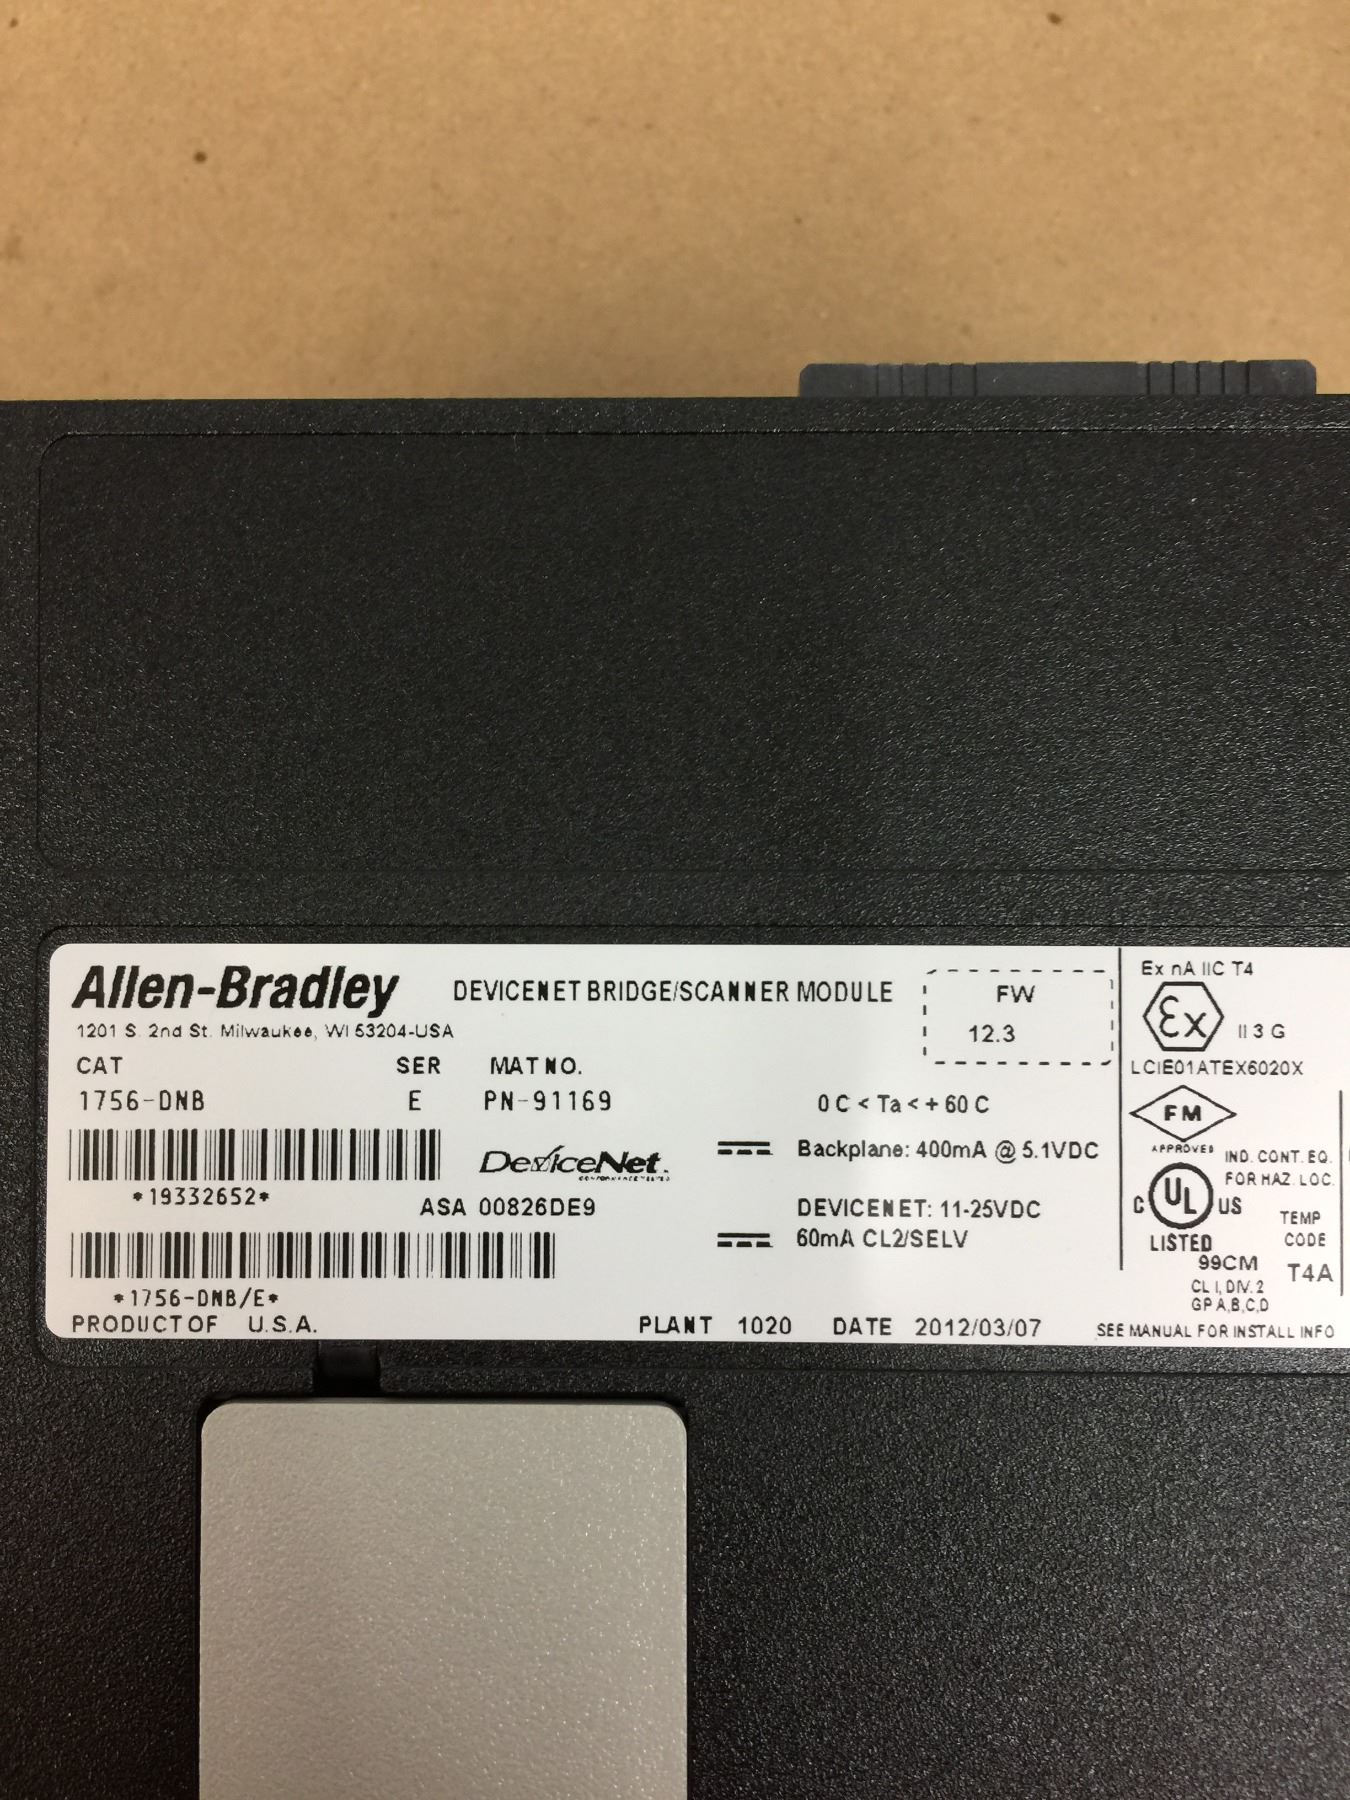 Allen-Bradley DEVICENET BRIDGE/SCANNER MODULE
1201 S. 2nd St. Milwaukee, WI 53204-USA
CAT SER MAT NO.
1756-DNB E PN-91169
*19332652*
DeviceNet
ASA 00826DE9
*1756-DNB/E*
PRODUCT OF U.S.A.
FW
12.3
0 C < Ta < + 60 C
Backplane: 400mA @ 5.1VDC
DEVICENET: 11-25VDC
60mA CL2/SELV
PLANT 1020 DATE 2012/03/07
Ex nA IIC T4
Ex II 3 G
LCIE01ATEX6020X
FM
APPROVED
C UL US
LISTED
IND. CONT. EQ.
FOR HAZ. LOC.
99CM
CL I, DIV. 2
GP A,B,C,D
TEMP
CODE
T4A
SEE MANUAL FOR INSTALL INFO